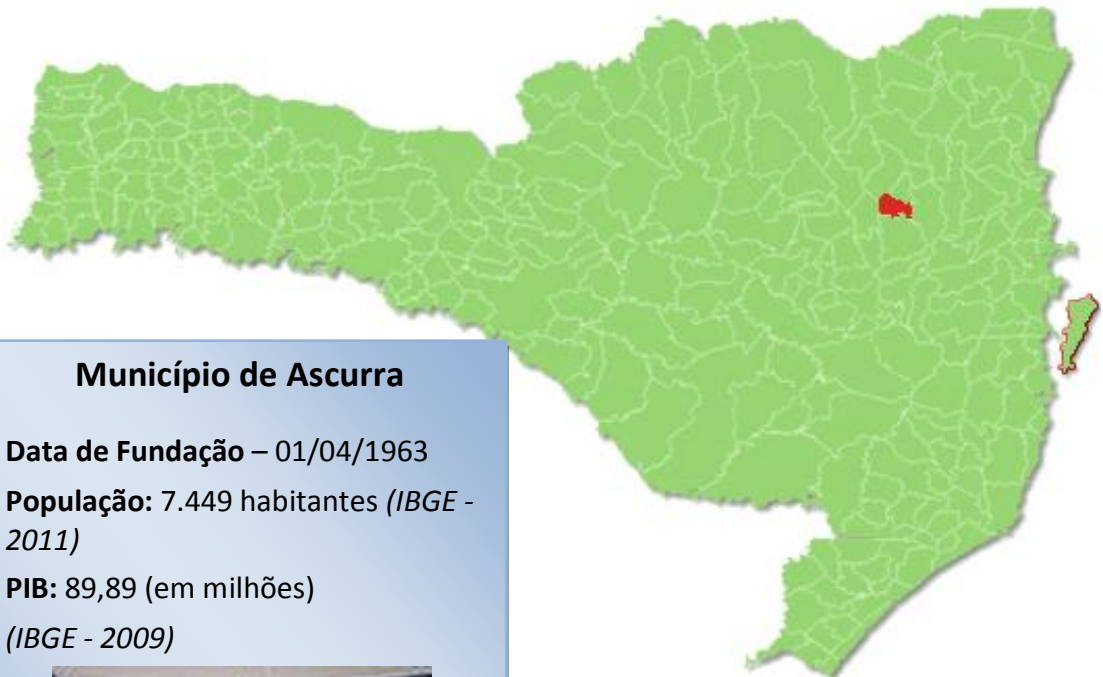 Município de Ascurra
Data de Fundação – 01/04/1963
População: 7.449 habitantes (IBGE -
2011)
PIB: 89,89 (em milhões)
(IBGE - 2009)